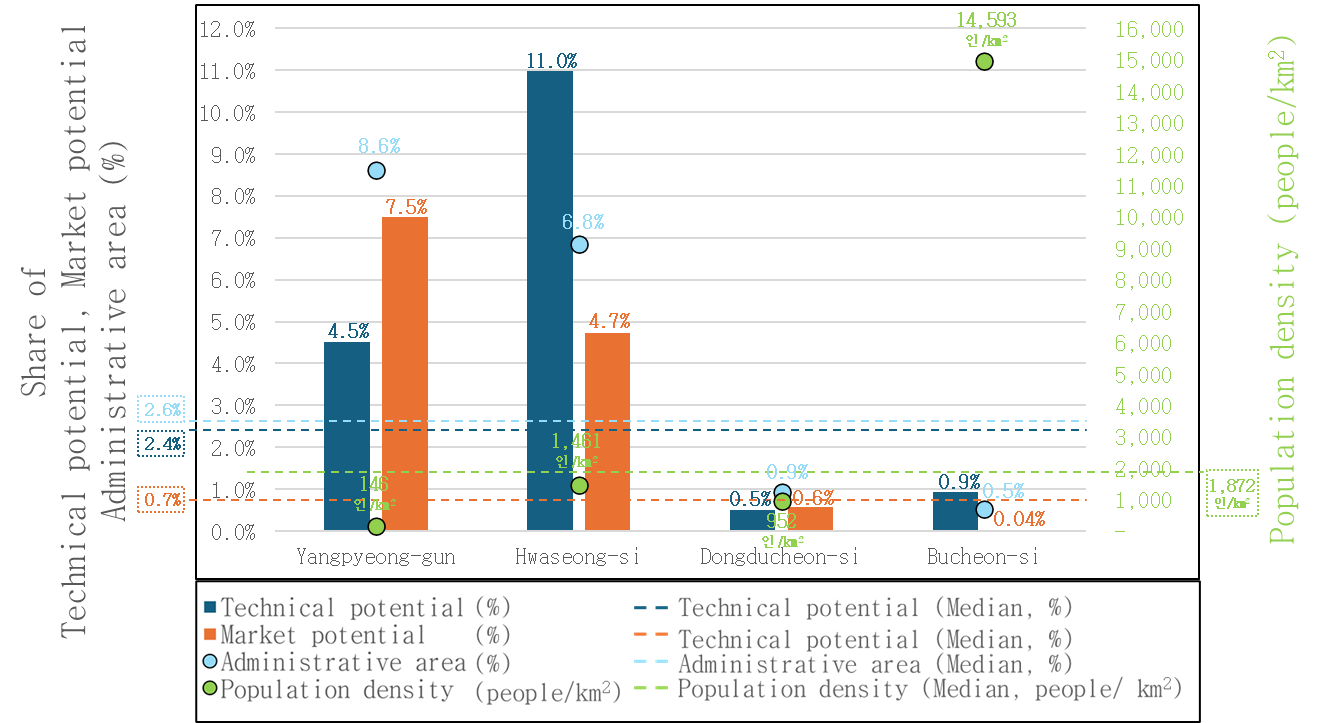 Share of
Technical potential, Market potential
Administrative area (%)
12.0%
11.0%
10.0%
9.0%
8.0%
7.0%
6.0%
5.0%
4.0%
3.0%
2.0%
1.0%
0.0%
2.6%
2.4%
0.7%
8.6%
7.5%
4.5%
146
인/km²
11.0%
6.8%
4.7%
1,461
인/km²
0.9%
0.5%
0.6%
952
인/km²
14,593
인/km²
0.9%
0.5%
0.04%
Yangpyeong-gun
Hwaseong-si
Dongducheon-si
Bucheon-si
16,000
15,000
14,000
13,000
12,000
11,000
10,000
9,000
8,000
7,000
6,000
5,000
4,000
3,000
2,000
1,000
-
1,872
인/km²
Population density (people/km²)
Technical potential (%)
Market potential (%)
Administrative area (%)
Population density (people/km²)
Technical potential (Median, %)
Technical potential (Median, %)
Administrative area (Median, %)
Population density (Median, people/ km²)